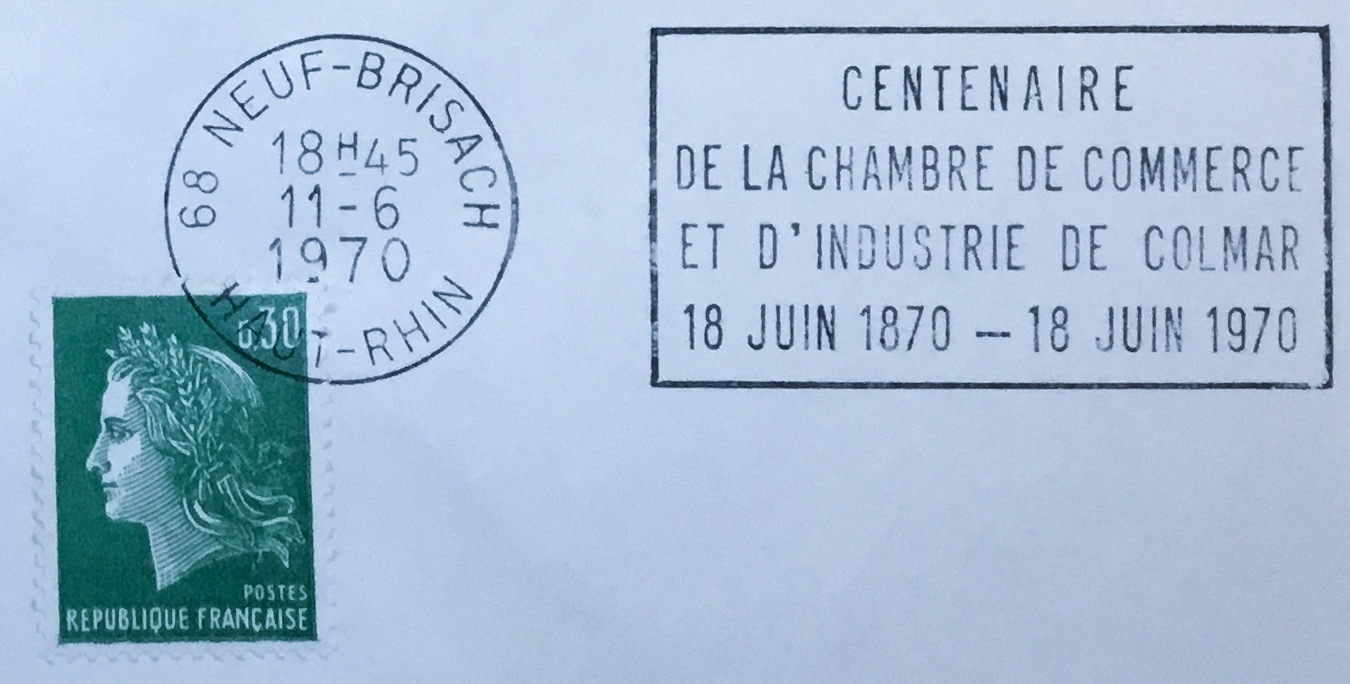 68 NEUF-BRISACH
18H45
11-6
1970
HAUT-RHIN
CENTENAIRE
DE LA CHAMBRE DE COMMERCE
ET D'INDUSTRIE DE COLMAR
18 JUIN 1870 — 18 JUIN 1970
0,30
POSTES
REPUBLIQUE FRANÇAISE